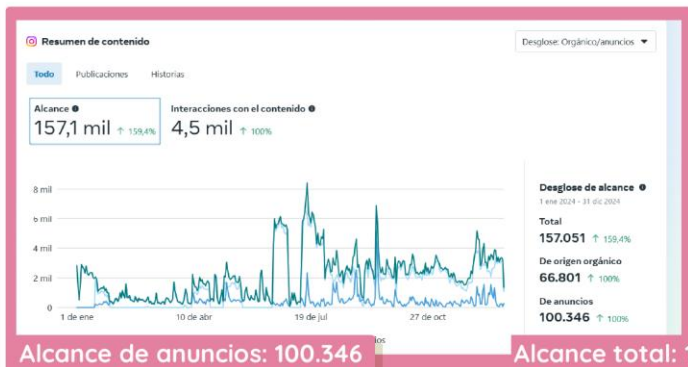 Resumen de contenido
Desglose: Orgánico/anuncios
Todo Publicaciones Historias
Alcance Interacciones con el contenido
157,1 mil ↑ 159,4% 4,5 mil ↑ 100%
8 mil
6 mil
4 mil
2 mil
0
1 de ene 10 de abr 19 de jul 27 de oct
Desglose de alcance
1 ene 2024 - 31 dic 2024
Total
157.051 ↑ 159,4%
De origen orgánico
66.801 ↑ 100%
De anuncios
100.346 ↑ 100%
Alcance de anuncios: 100.346
Alcance total: 1